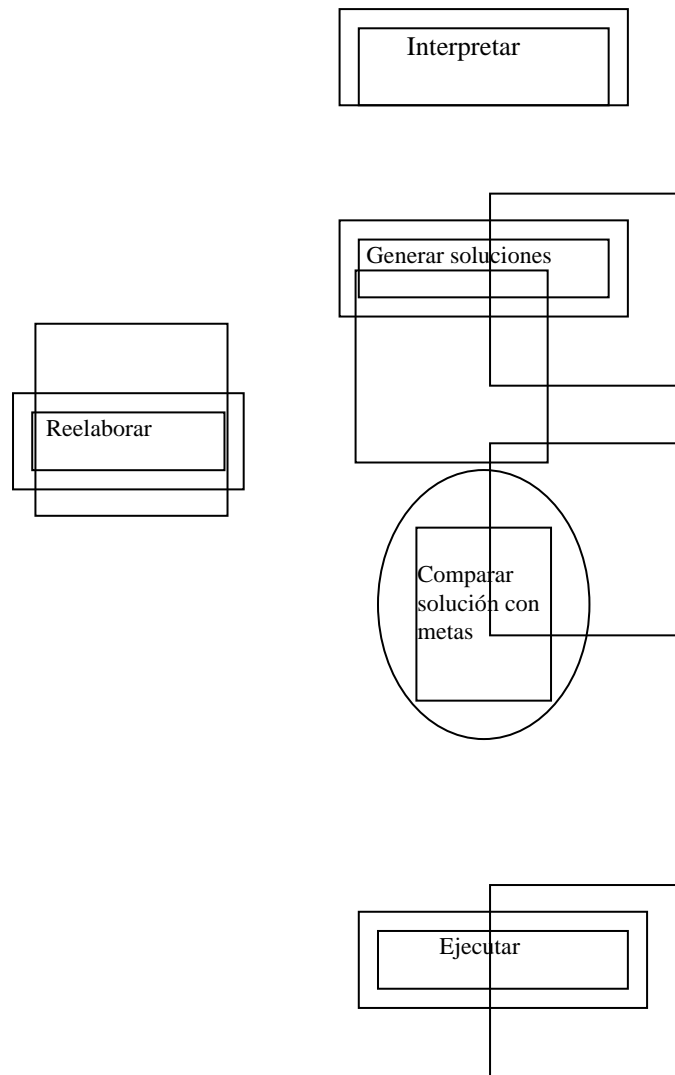 Interpretar
Generar soluciones
Reelaborar
Comparar
solución con
metas
Ejecutar